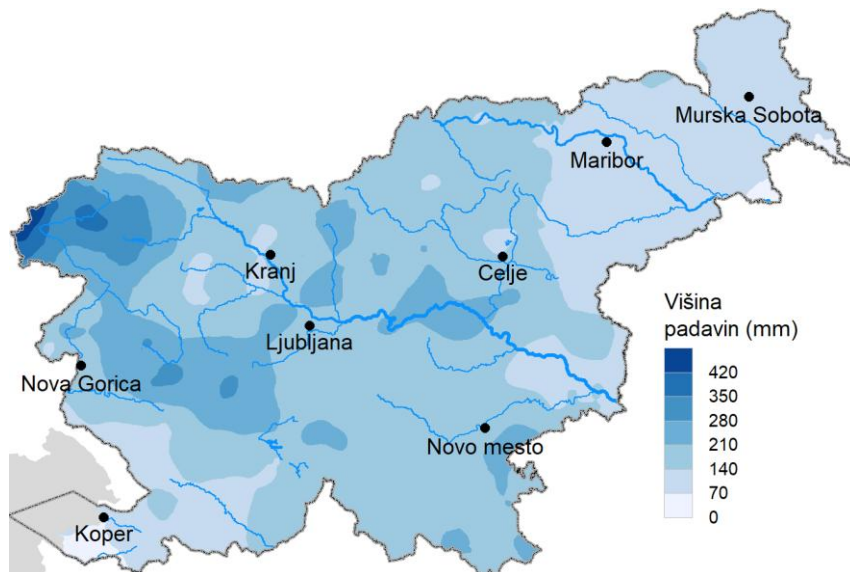 Murska Sobota
Maribor
Kranj
Celje
Ljubljana
Nova Gorica
Novo mesto
Koper
Višina
padavin (mm)
420
350
280
210
140
70
0